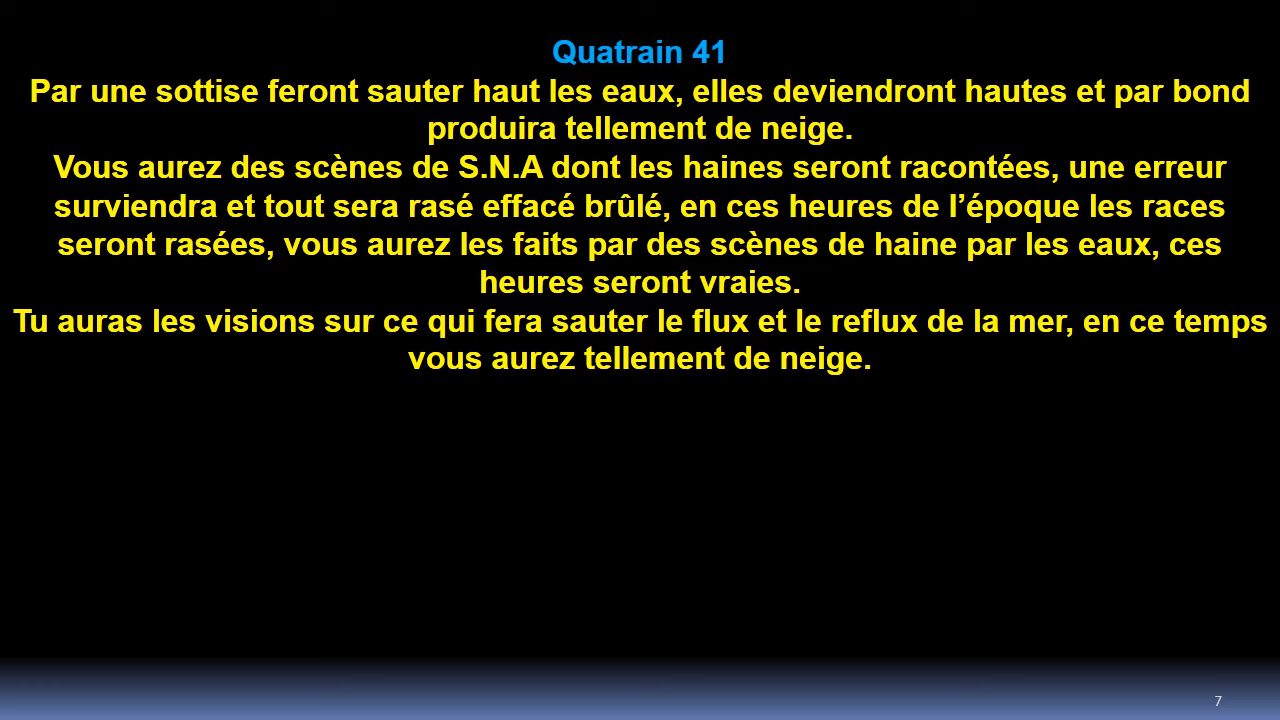 Quatrain 41
Par une sottise feront sauter haut les eaux, elles deviendront hautes et par bond
produira tellement de neige.
Vous aurez des scènes de S.N.A dont les haines seront racontées, une erreur
surviendra et tout sera rasé effacé brûlé, en ces heures de l’époque les races
seront rasées, vous aurez les faits par des scènes de haine par les eaux, ces
heures seront vraies.
Tu auras les visions sur ce qui fera sauter le flux et le reflux de la mer, en ce temps
vous aurez tellement de neige.
7